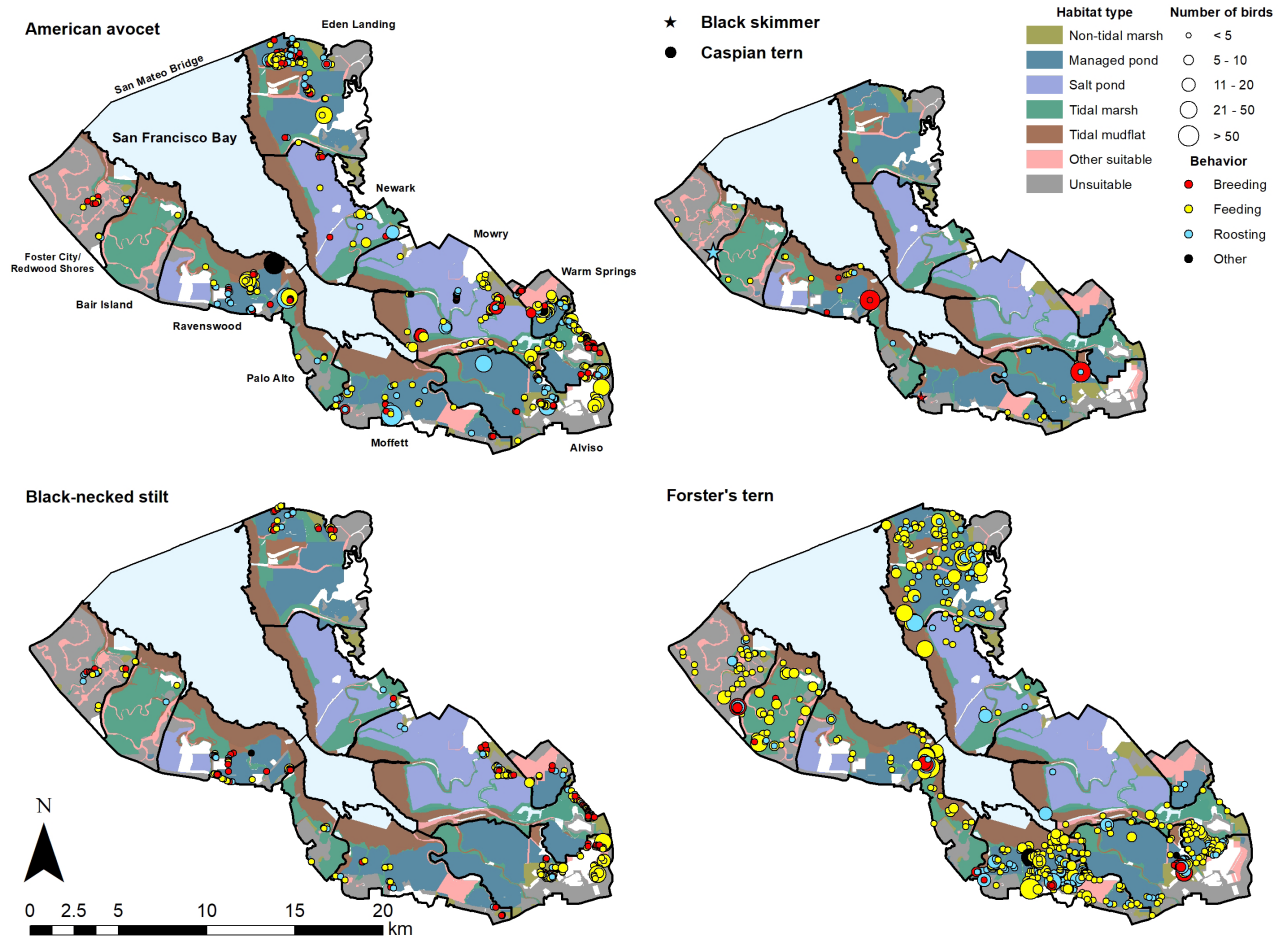 American avocet
Eden Landing
San Mateo Bridge
San Francisco Bay
Newark
Mowry
Warm Springs
Foster City/
Redwood Shores
Bair Island
Ravenswood
Palo Alto
Moffett
Alviso
Black skimmer
Caspian tern
Habitat type
Non-tidal marsh
Managed pond
Salt pond
Tidal marsh
Tidal mudflat
Other suitable
Unsuitable
Number of birds
< 5
5 - 10
11 - 20
21 - 50
> 50
Behavior
Breeding
Feeding
Roosting
Other
Black-necked stilt
Forster's tern
N
0 2.5 5 10 15 20
km